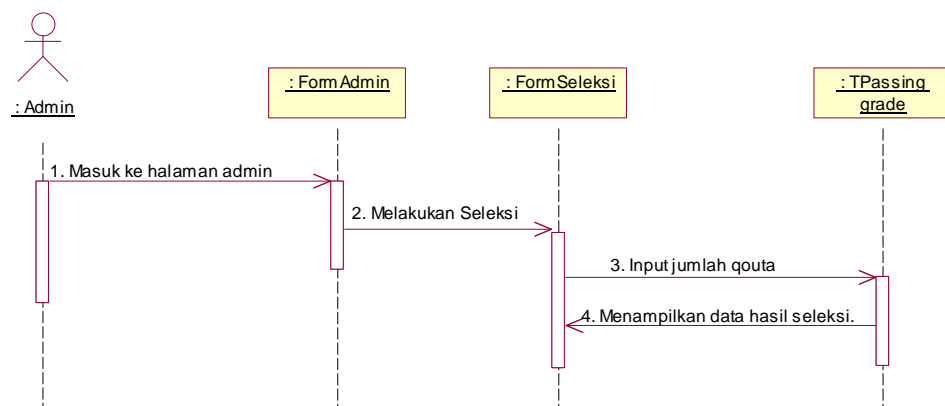 : Admin
: FormAdmin
: FormSeleksi
: TPassing
grade
1. Masuk ke halaman admin
2. Melakukan Seleksi
3. Input jumlah qouta
4. Menampilkan data hasil seleksi.